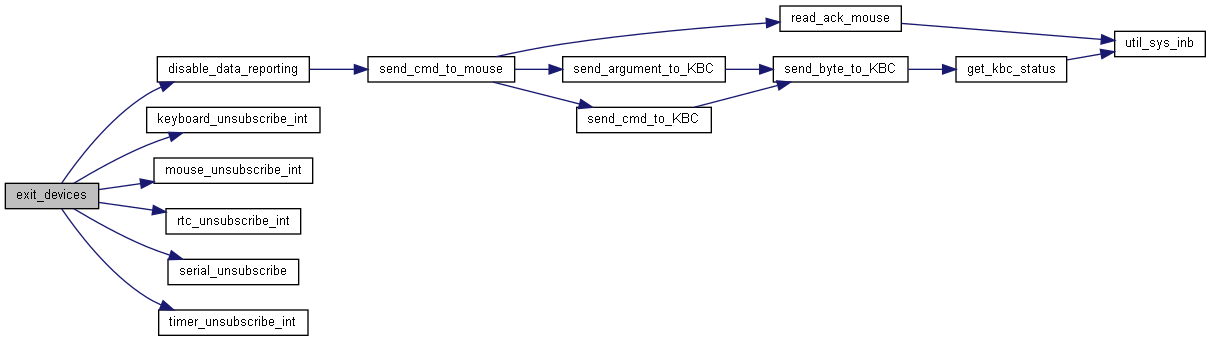 read_ack_mouse
util_sys_inb
disable_data_reporting
send_cmd_to_mouse
send_argument_to_KBC
send_byte_to_KBC
get_kbc_status
keyboard_unsubscribe_int
send_cmd_to_KBC
mouse_unsubscribe_int
exit_devices
rtc_unsubscribe_int
serial_unsubscribe
timer_unsubscribe_int